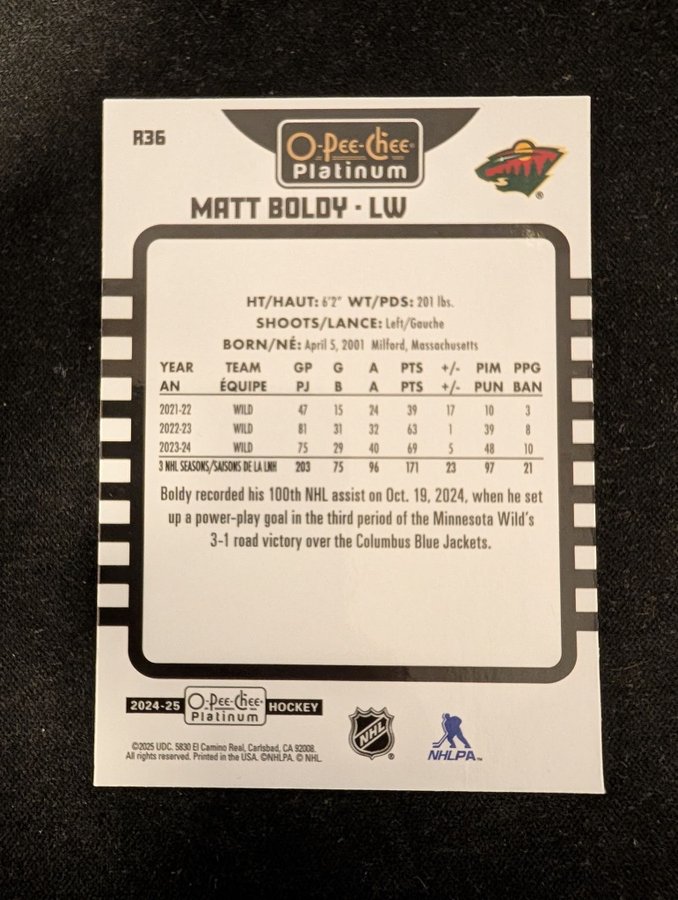 R36
O-Pee-Chee
Platinum
MATT BOLDY · LW
HT/HAUT: 6'2" WT/PDS: 201 lbs.
SHOOTS/LANCE: Left/Gauche
BORN/NÉ: April 5, 2001 Milford, Massachusetts
YEAR TEAM GP G A PTS +/- PIM PPG
AN ÉQUIPE PJ B A PTS +/- PUN BAN
2021-22 WILD 47 15 24 39 17 10 3
2022-23 WILD 81 31 32 63 1 39 8
2023-24 WILD 75 29 40 69 5 48 10
3 NHL SEASONS/SAISONS DE LA LNH 203 75 96 171 23 97 21
Boldy recorded his 100th NHL assist on Oct. 19, 2024, when he set
up a power-play goal in the third period of the Minnesota Wild's
3-1 road victory over the Columbus Blue Jackets.
2024-25 O-Pee-Chee Platinum HOCKEY
©2025 UDC. 5830 El Camino Real, Carlsbad, CA 92008.
All rights reserved. Printed in the USA. ©NHLPA. © NHL.
NHL
NHLPA™